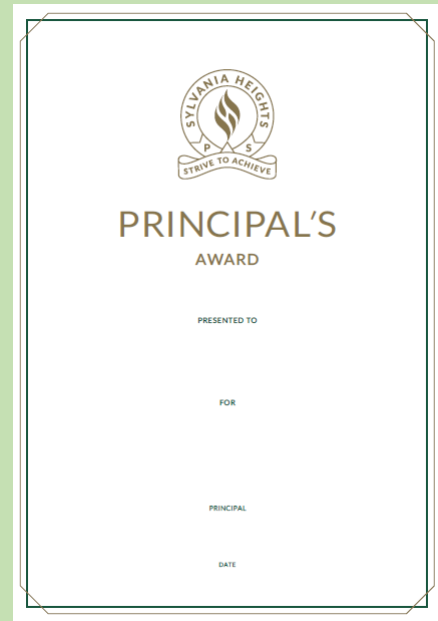 SYLVANIA HEIGHTS
P S
STRIVE TO ACHIEVE
PRINCIPAL'S
AWARD
PRESENTED TO
FOR
PRINCIPAL
DATE